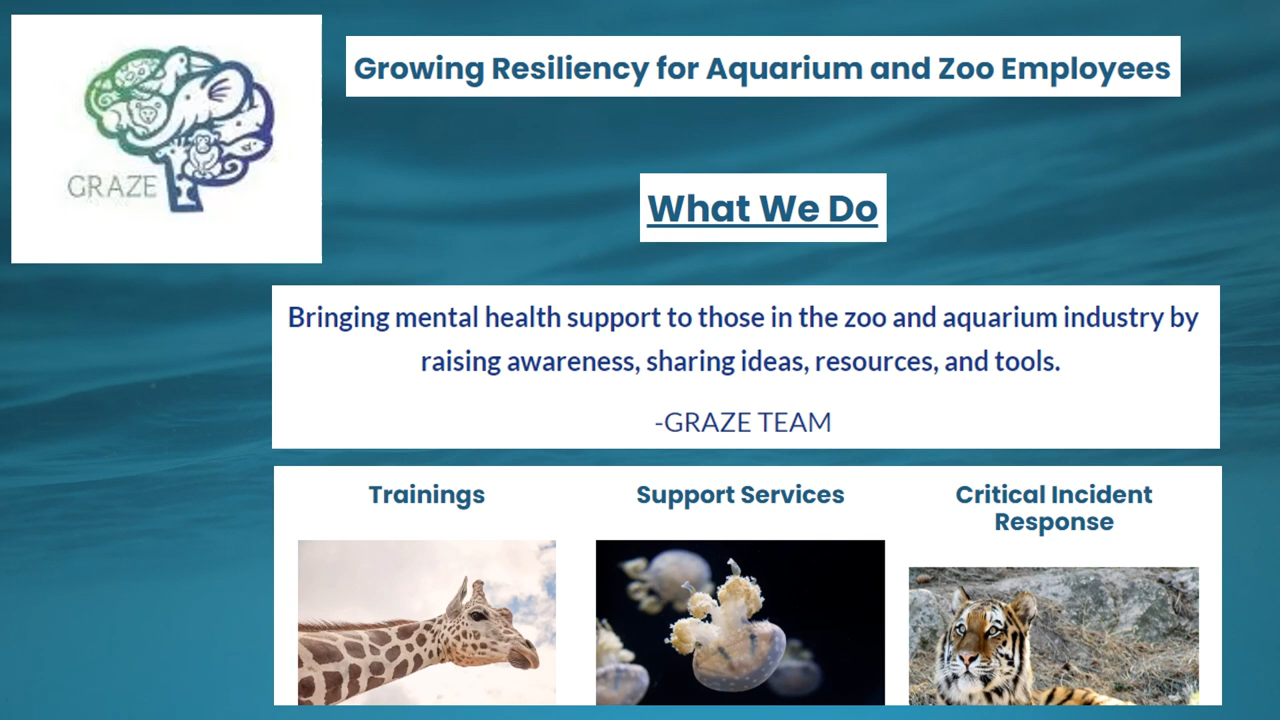 GRAZE
Growing Resiliency for Aquarium and Zoo Employees
What We Do
Bringing mental health support to those in the zoo and aquarium industry by
raising awareness, sharing ideas, resources, and tools.
-GRAZE TEAM
Trainings
Support Services
Critical Incident
Response